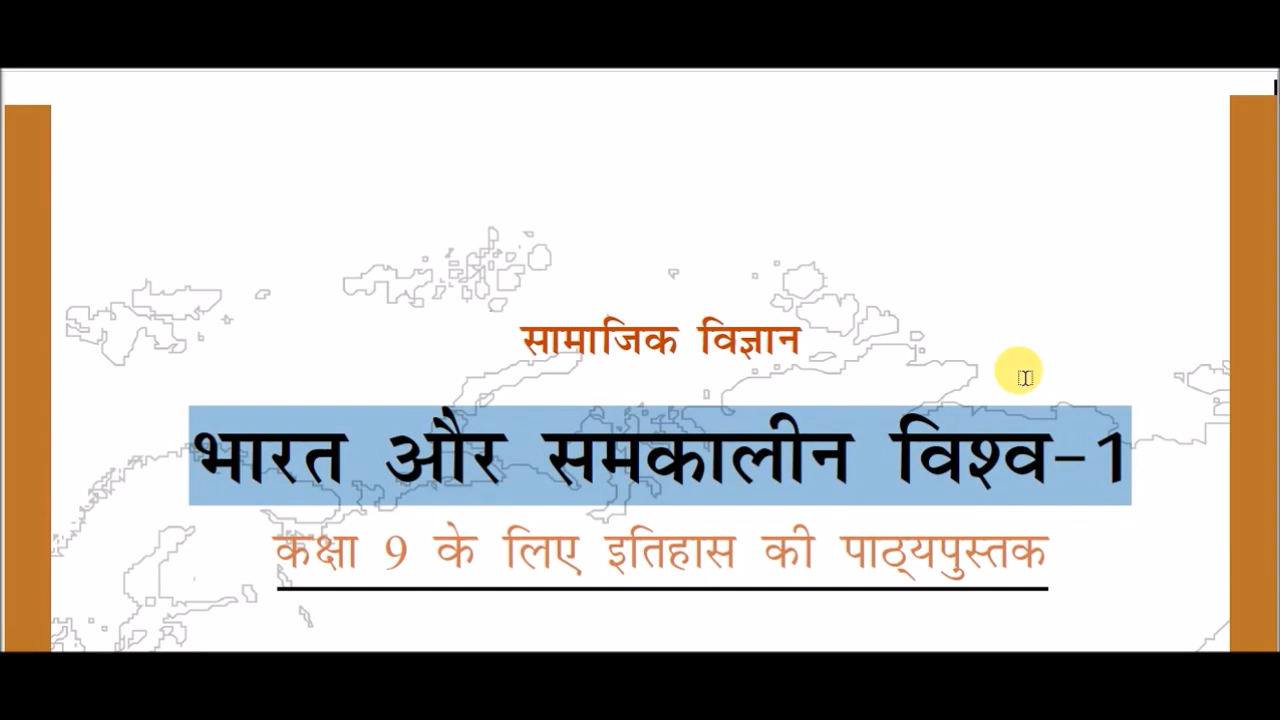 सामाजिक विज्ञान
भारत और समकालीन विश्व-1
कक्षा 9 के लिए इतिहास की पाठ्यपुस्तक